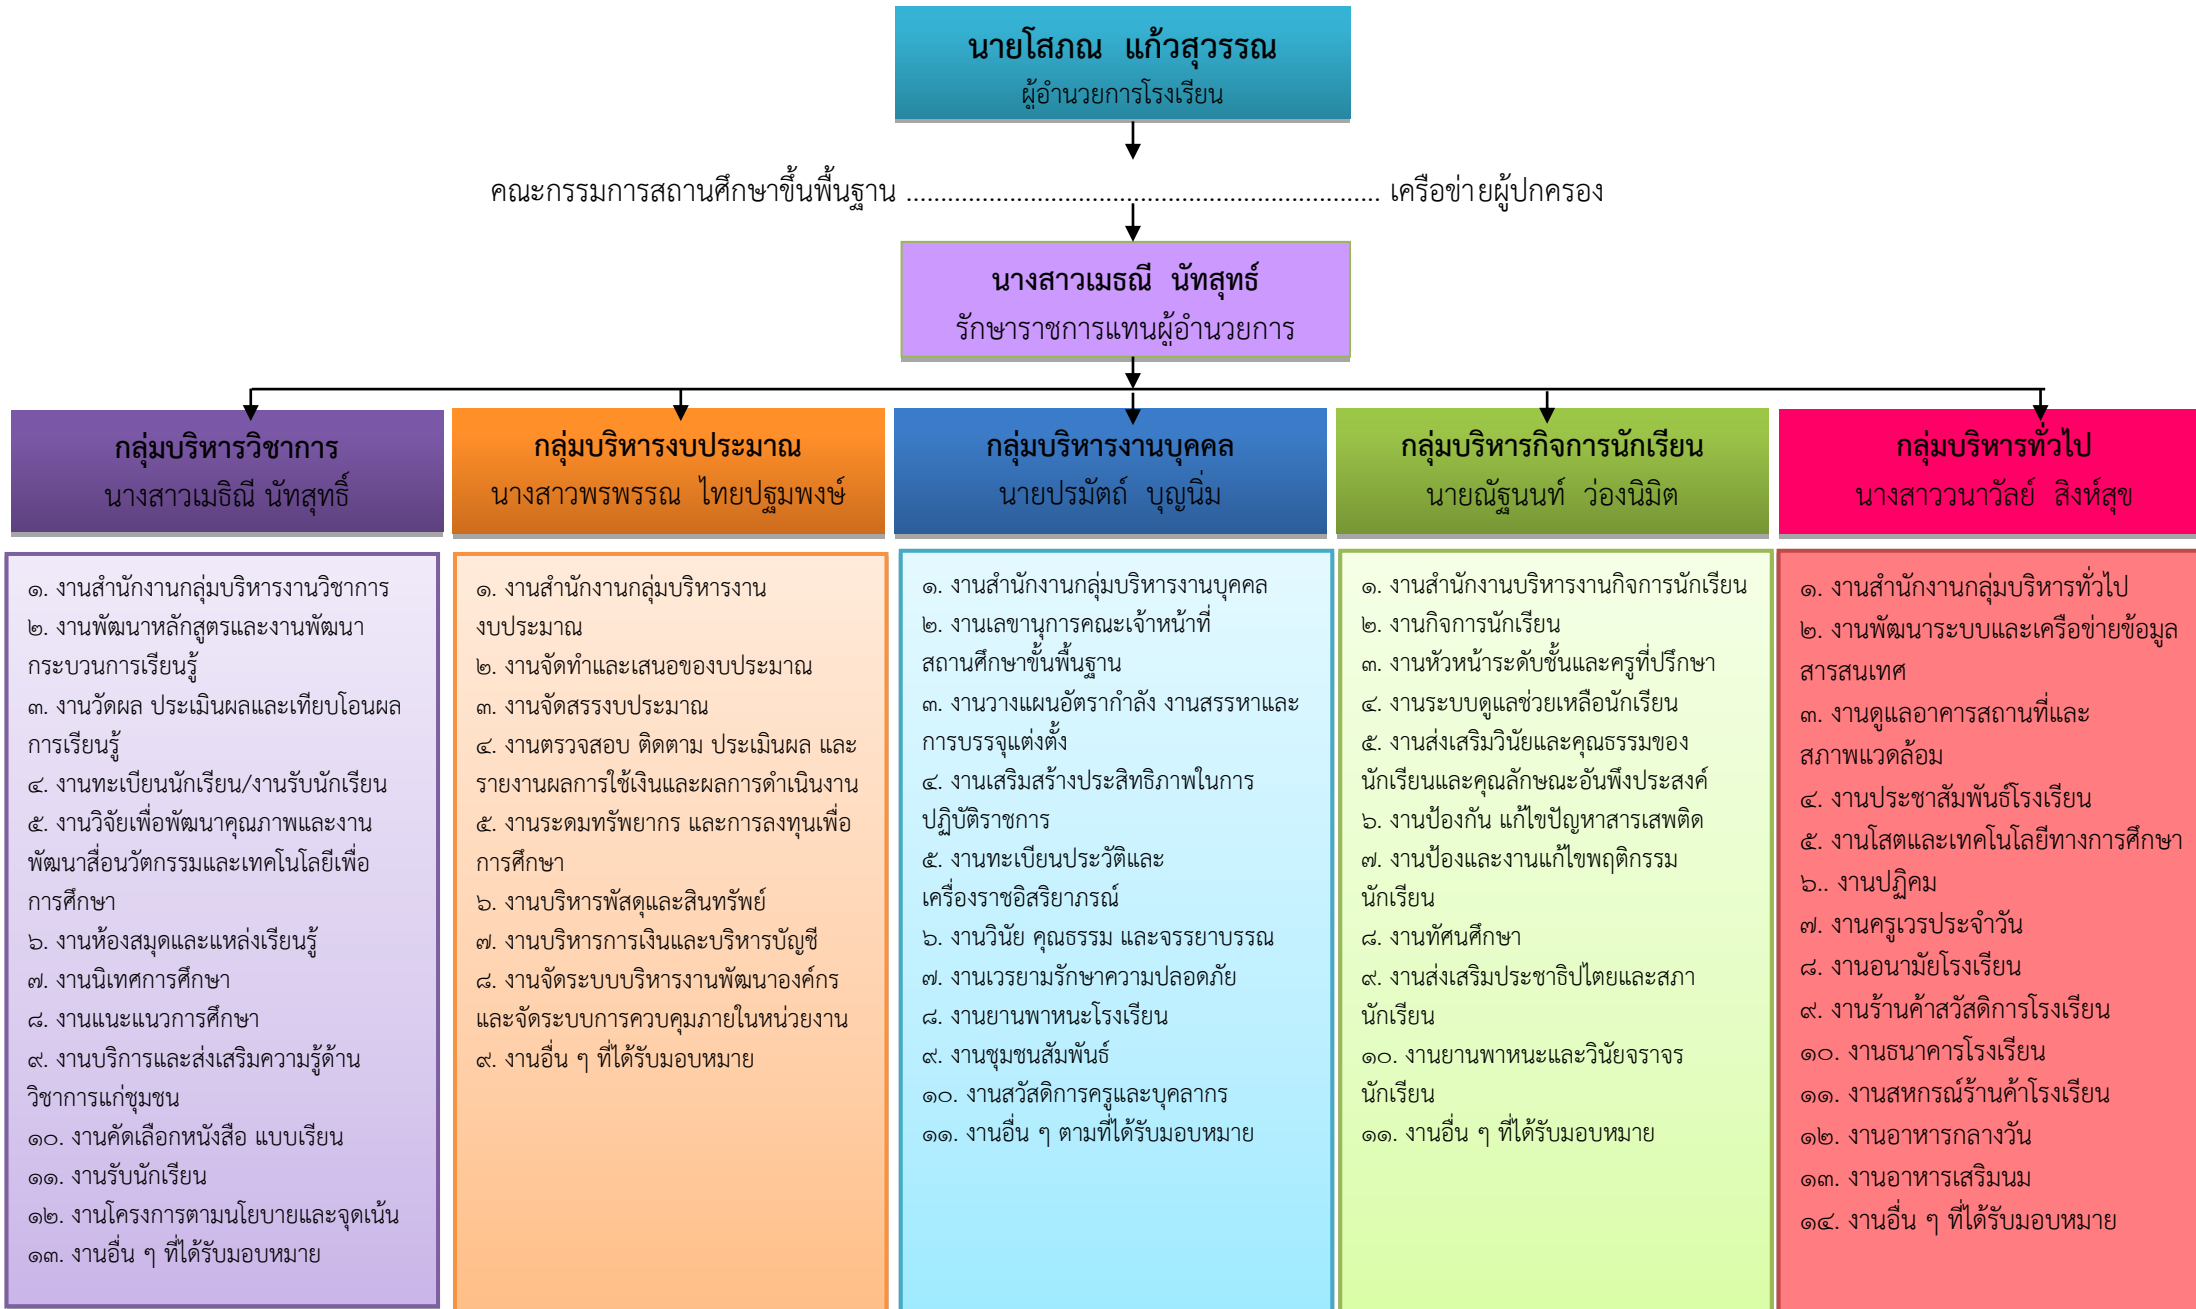 นายโสภณ  แก้วสุวรรณ
ผู้อำนวยการโรงเรียน
คณะกรรมการสถานศึกษาขึ้นพื้นฐาน ..................................................................... เครือข่ายผู้ปกครอง
นางสาวเมธณี  นัทสุทธ์
รักษาราชการแทนผู้อำนวยการ
กลุ่มบริหารวิชาการ
นางสาวเมธิณี นัทสุทธิ์
๑. งานสำนักงานกลุ่มบริหารงานวิชาการ
๒. งานพัฒนาหลักสูตรและงานพัฒนา
กระบวนการเรียนรู้
๓. งานวัดผล ประเมินผลและเทียบโอนผล
การเรียนรู้
๔. งานทะเบียนนักเรียน/งานรับนักเรียน
๕. งานวิจัยเพื่อพัฒนาคุณภาพและงาน
พัฒนาสื่อนวัตกรรมและเทคโนโลยีเพื่อ
การศึกษา
๖. งานห้องสมุดและแหล่งเรียนรู้
๗. งานนิเทศการศึกษา
๘. งานแนะแนวการศึกษา
๙. งานบริการและส่งเสริมความรู้ด้าน
วิชาการแก่ชุมชน
๑๐. งานคัดเลือกหนังสือ แบบเรียน
๑๑. งานรับนักเรียน
๑๒. งานโครงการตามนโยบายและจุดเน้น
๑๓. งานอื่น ๆ ที่ได้รับมอบหมาย
กลุ่มบริหารงบประมาณ
นางสาวพรพรรณ  ไทยปฐมพงษ์
๑. งานสำนักงานกลุ่มบริหารงาน
งบประมาณ
๒. งานจัดทำและเสนอของบประมาณ
๓. งานจัดสรรงบประมาณ
๔. งานตรวจสอบ ติดตาม ประเมินผล และ
รายงานผลการใช้เงินและผลการดำเนินงาน
๕. งานระดมทรัพยากร และการลงทุนเพื่อ
การศึกษา
๖. งานบริหารพัสดุและสินทรัพย์
๗. งานบริหารการเงินและบริหารบัญชี
๘. งานจัดระบบบริหารงานพัฒนาองค์กร
และจัดระบบการควบคุมภายในหน่วยงาน
๙. งานอื่น ๆ ที่ได้รับมอบหมาย
กลุ่มบริหารงานบุคคล
นายปรมัตถ์  บุญนิ่ม
๑. งานสำนักงานกลุ่มบริหารงานบุคคล
๒. งานเลขานุการคณะเจ้าหน้าที่
สถานศึกษาขั้นพื้นฐาน
๓. งานวางแผนอัตรากำลัง งานสรรหาและ
การบรรจุแต่งตั้ง
๔. งานเสริมสร้างประสิทธิภาพในการ
ปฏิบัติราชการ
๕. งานทะเบียนประวัติและ
เครื่องราชอิสริยาภรณ์
๖. งานวินัย คุณธรรม และจรรยาบรรณ
๗. งานเวรยามรักษาความปลอดภัย
๘. งานยานพาหนะโรงเรียน
๙. งานชุมชนสัมพันธ์
๑๐. งานสวัสดิการครูและบุคลากร
๑๑. งานอื่น ๆ ตามที่ได้รับมอบหมาย
กลุ่มบริหารกิจการนักเรียน
นายณัฐนนท์  ว่องนิมิต
๑. งานสำนักงานบริหารงานกิจการนักเรียน
๒. งานกิจการนักเรียน
๓. งานหัวหน้าระดับชั้นและครูที่ปรึกษา
๔. งานระบบดูแลช่วยเหลือนักเรียน
๕. งานส่งเสริมวินัยและคุณธรรมของ
นักเรียนและคุณลักษณะอันพึงประสงค์
๖. งานป้องกัน แก้ไขปัญหาสารเสพติด
๗. งานป้องและงานแก้ไขพฤติกรรม
นักเรียน
๘. งานทัศนศึกษา
๙. งานส่งเสริมประชาธิปไตยและสภา
นักเรียน
๑๐. งานยานพาหนะและวินัยจราจร
นักเรียน
๑๑. งานอื่น ๆ ที่ได้รับมอบหมาย
กลุ่มบริหารทั่วไป
นางสาววนาวัลย์  สิงห์สุข
๑. งานสำนักงานกลุ่มบริหารทั่วไป
๒. งานพัฒนาระบบและเครือข่ายข้อมูล
สารสนเทศ
๓. งานดูแลอาคารสถานที่และ
สภาพแวดล้อม
๔. งานประชาสัมพันธ์โรงเรียน
๕. งานโสตและเทคโนโลยีทางการศึกษา
๖.. งานปฏิคม
๗. งานครูเวรประจำวัน
๘. งานอนามัยโรงเรียน
๙. งานร้านค้าสวัสดิการโรงเรียน
๑๐. งานธนาคารโรงเรียน
๑๑. งานสหกรณ์ร้านค้าโรงเรียน
๑๒. งานอาหารกลางวัน
๑๓. งานอาหารเสริมนม
๑๔. งานอื่น ๆ ที่ได้รับมอบหมาย